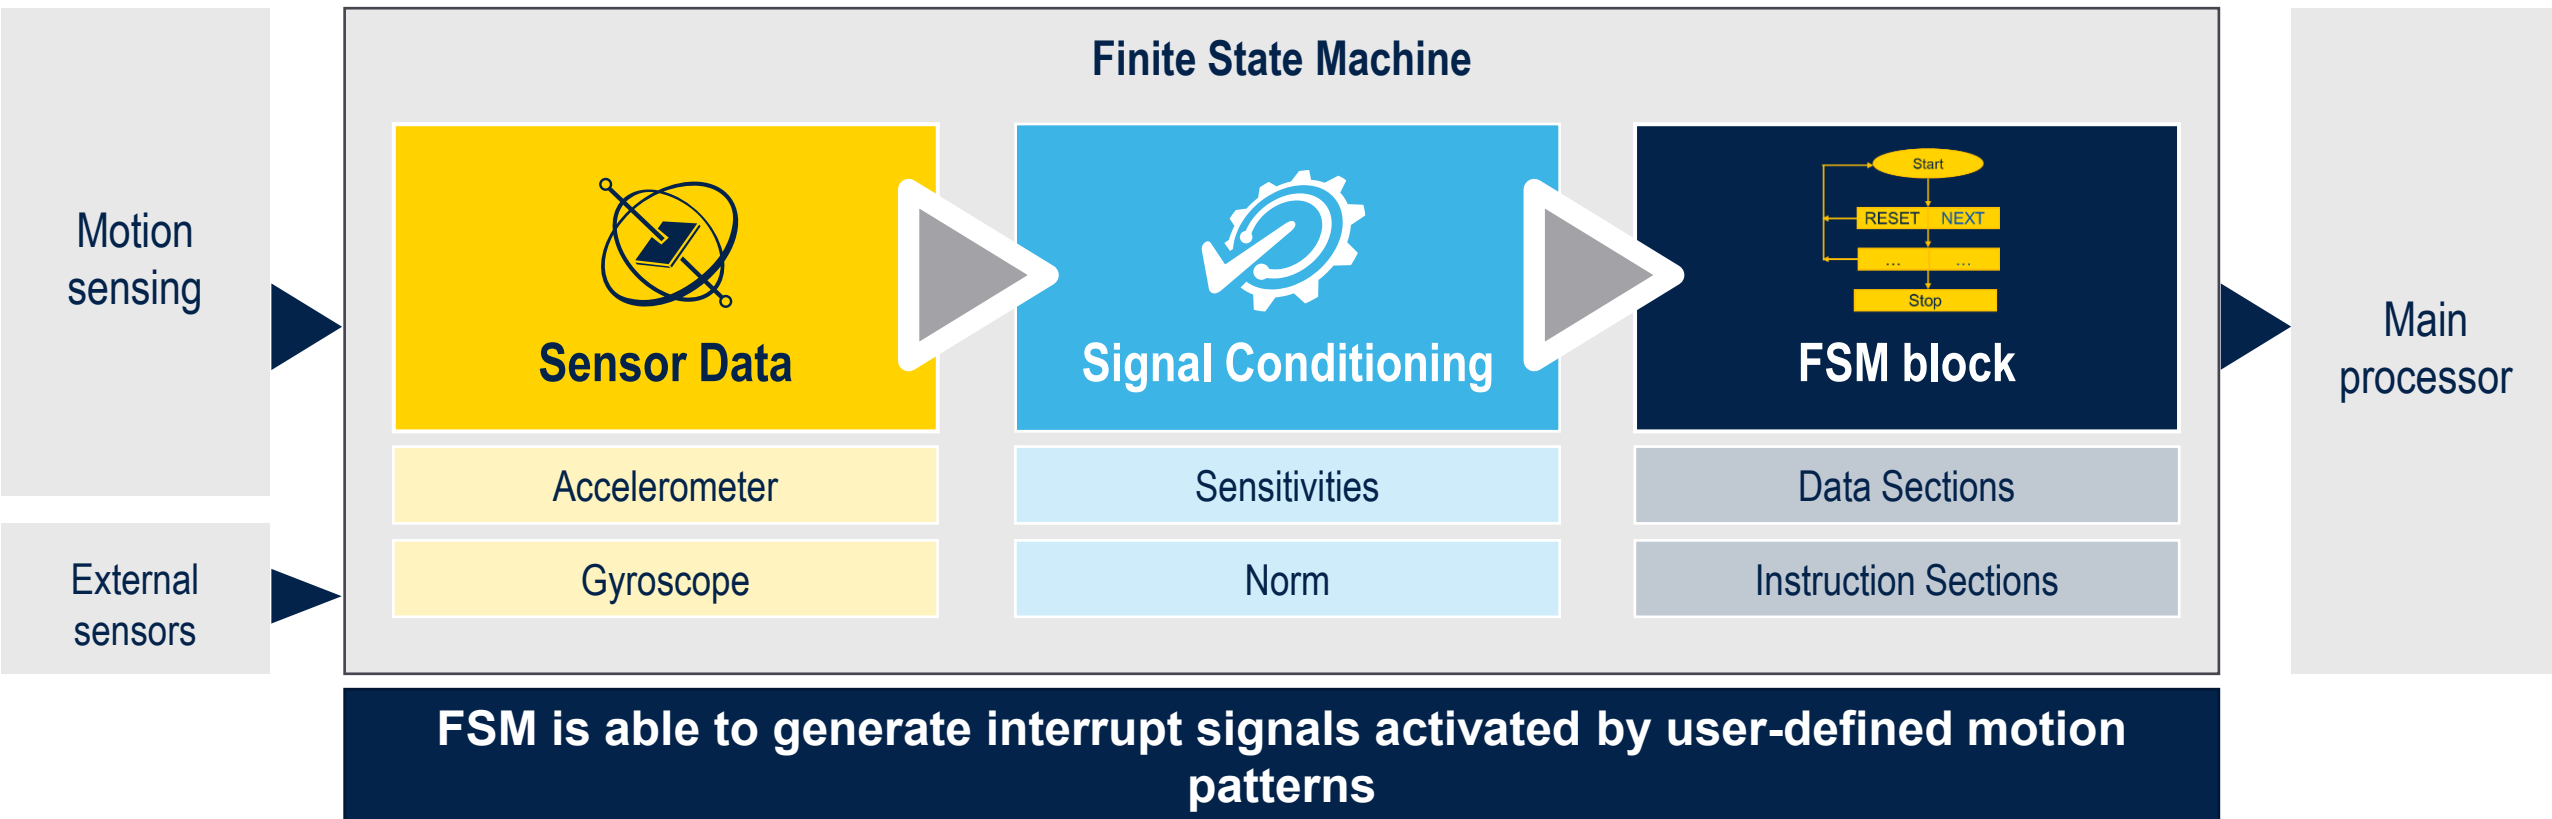 Motion
sensing
External
sensors
Finite State Machine
Sensor Data
Accelerometer
Gyroscope
Signal Conditioning
Sensitivities
Norm
Start
RESET NEXT
... ...
Stop
FSM block
Data Sections
Instruction Sections
Main
processor
FSM is able to generate interrupt signals activated by user-defined motion
patterns